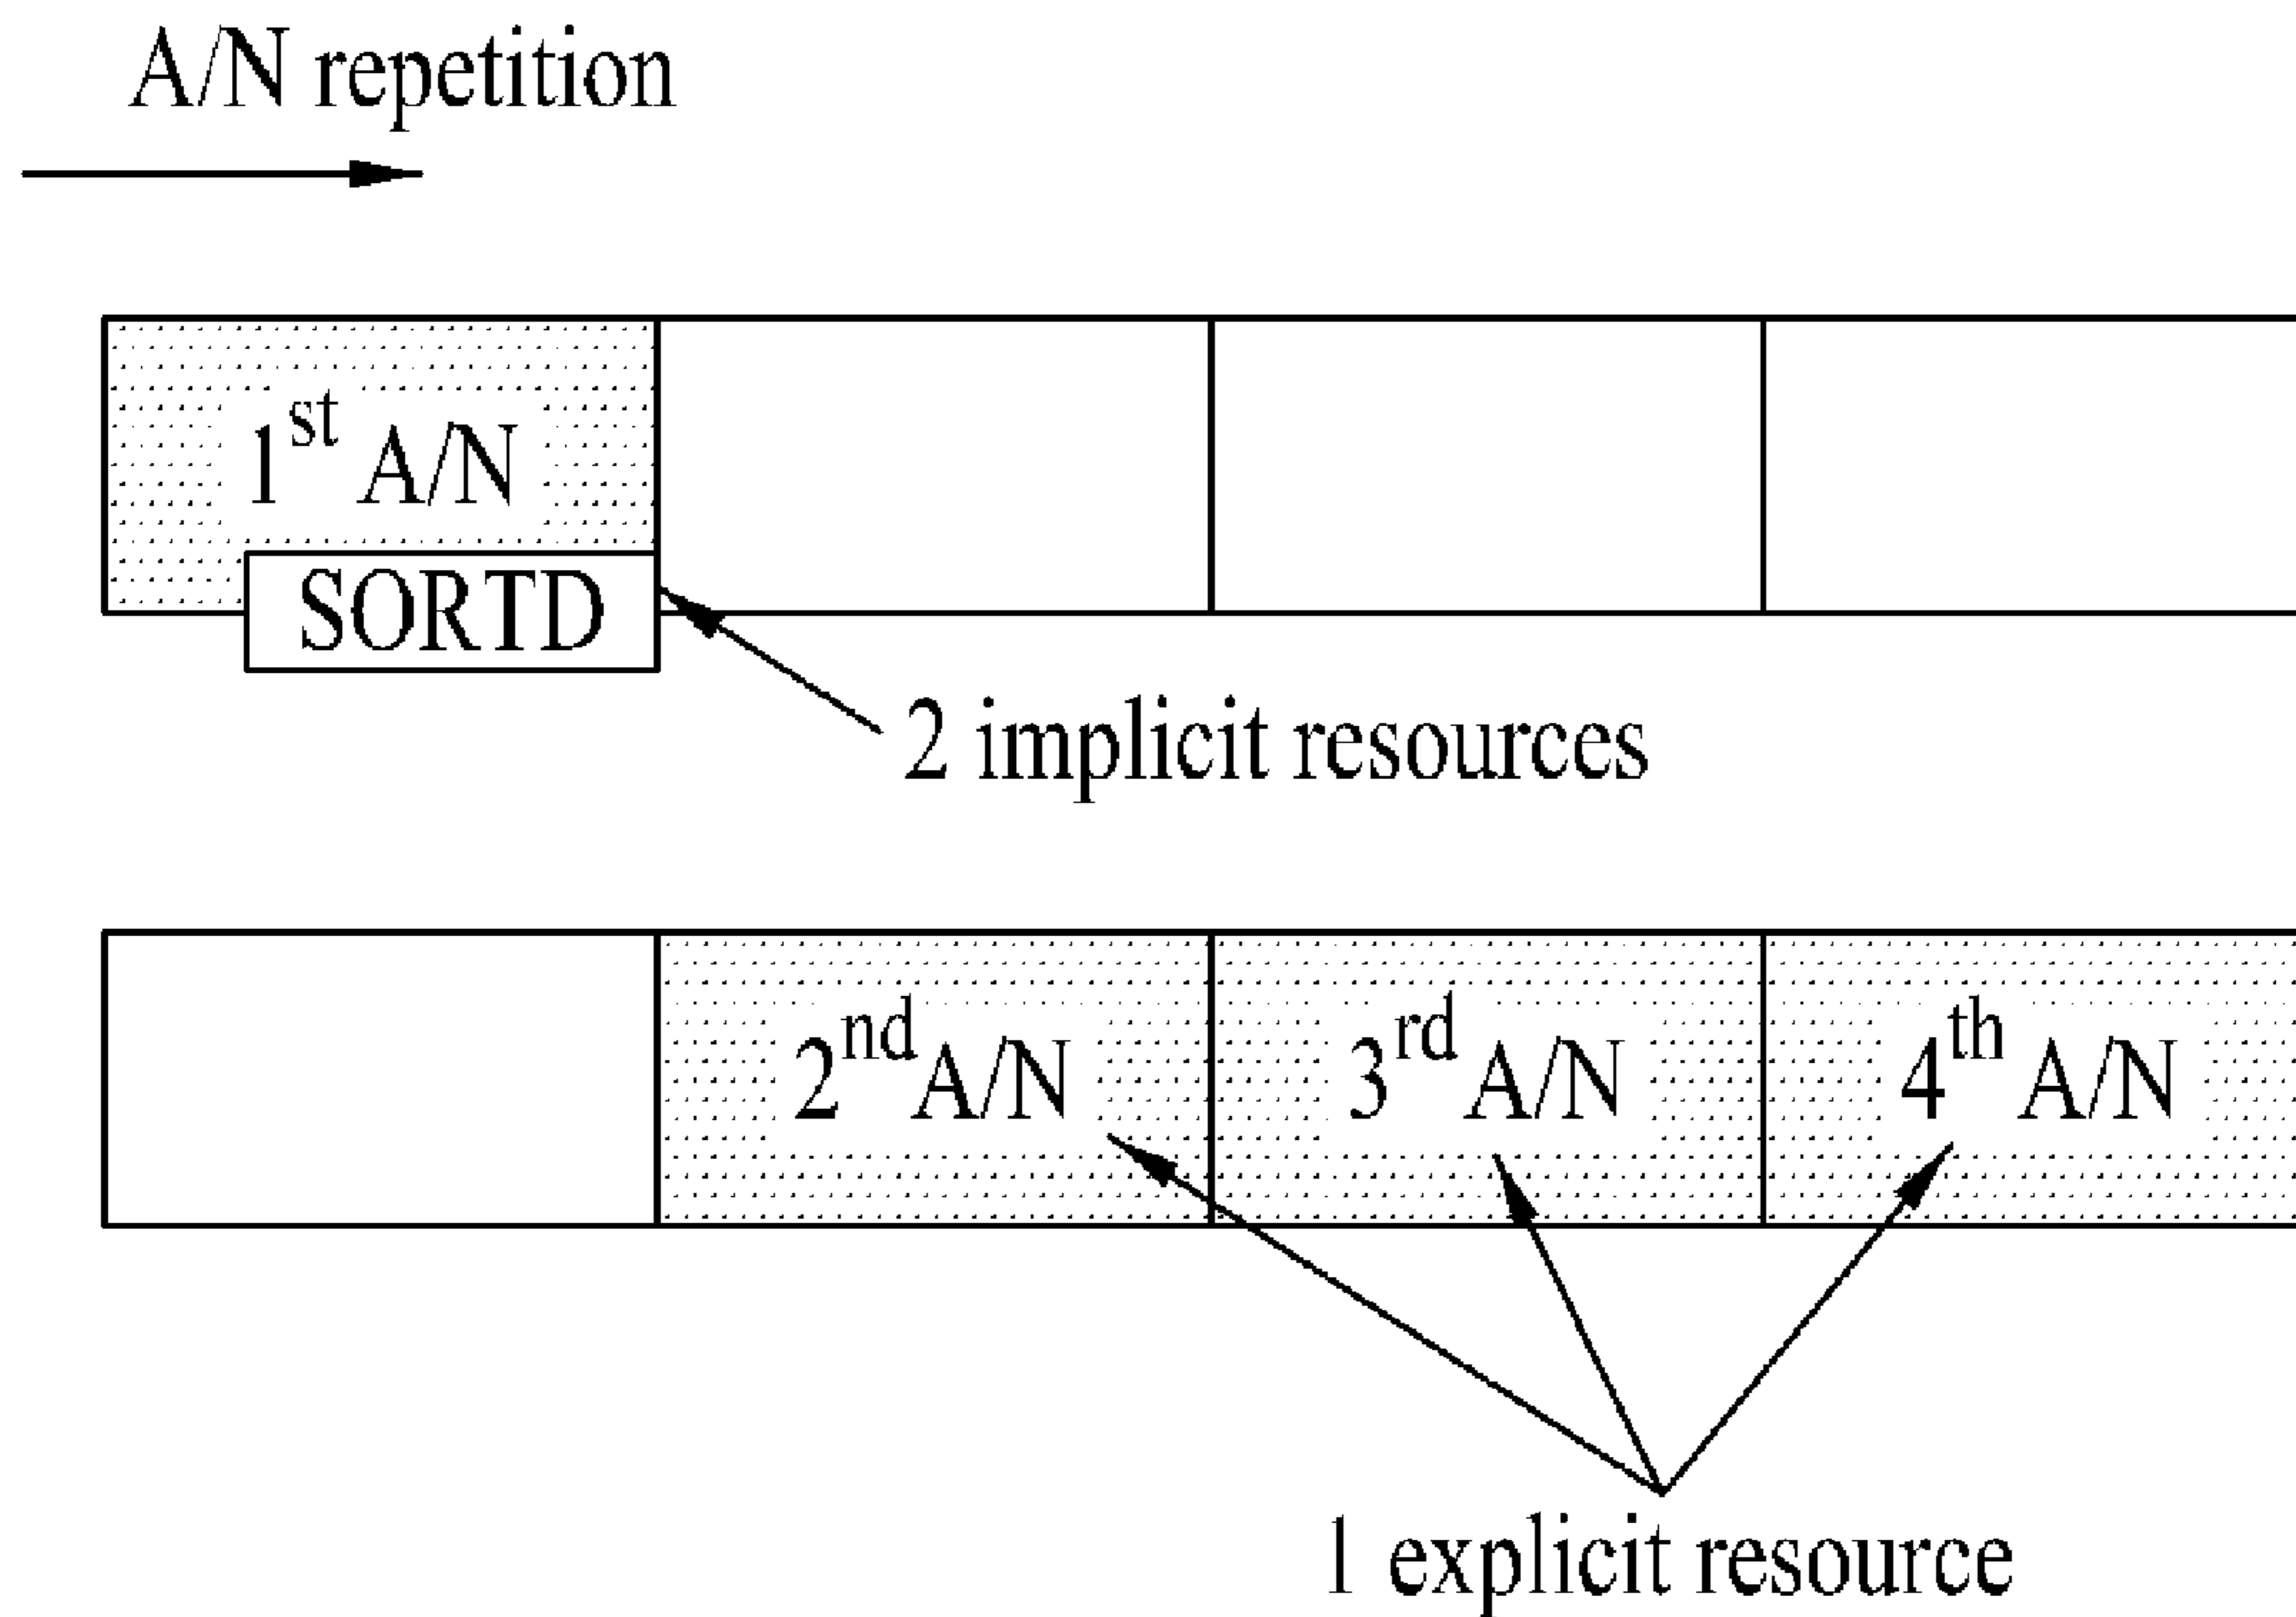 A/N repetition
1st A/N
SORTD
2 implicit resources
2nd A/N
3rd A/N
4th A/N
1 explicit resource